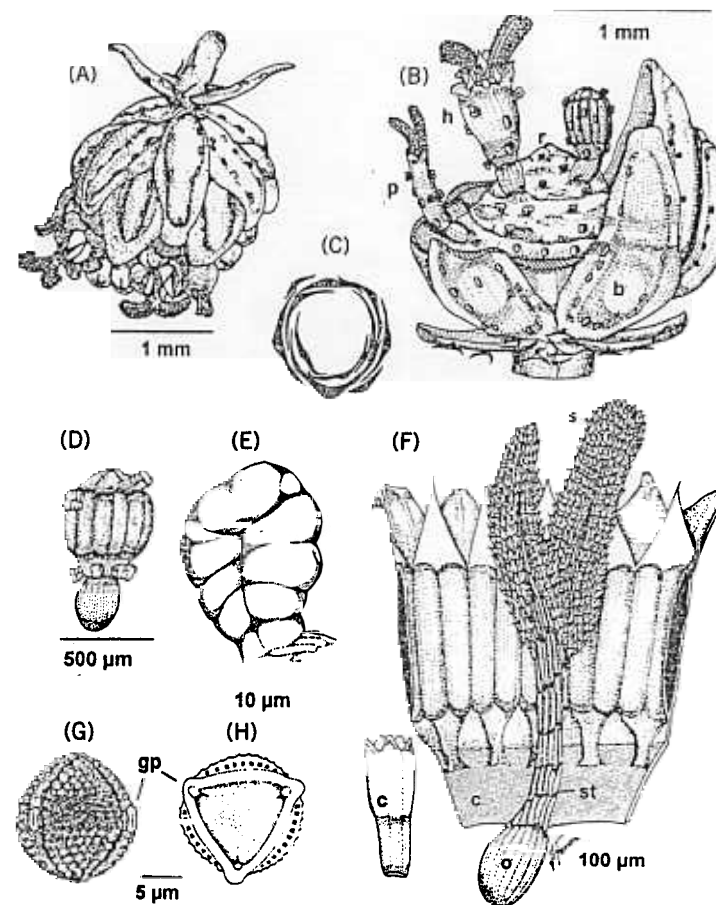 1 mm
(A)
(B)
h
r
p
(C)
b
1 mm
(D)
(E)
(F)
s
500 µm
10 µm
(G)
gp
(H)
c
c
st
5 µm
o
100 µm